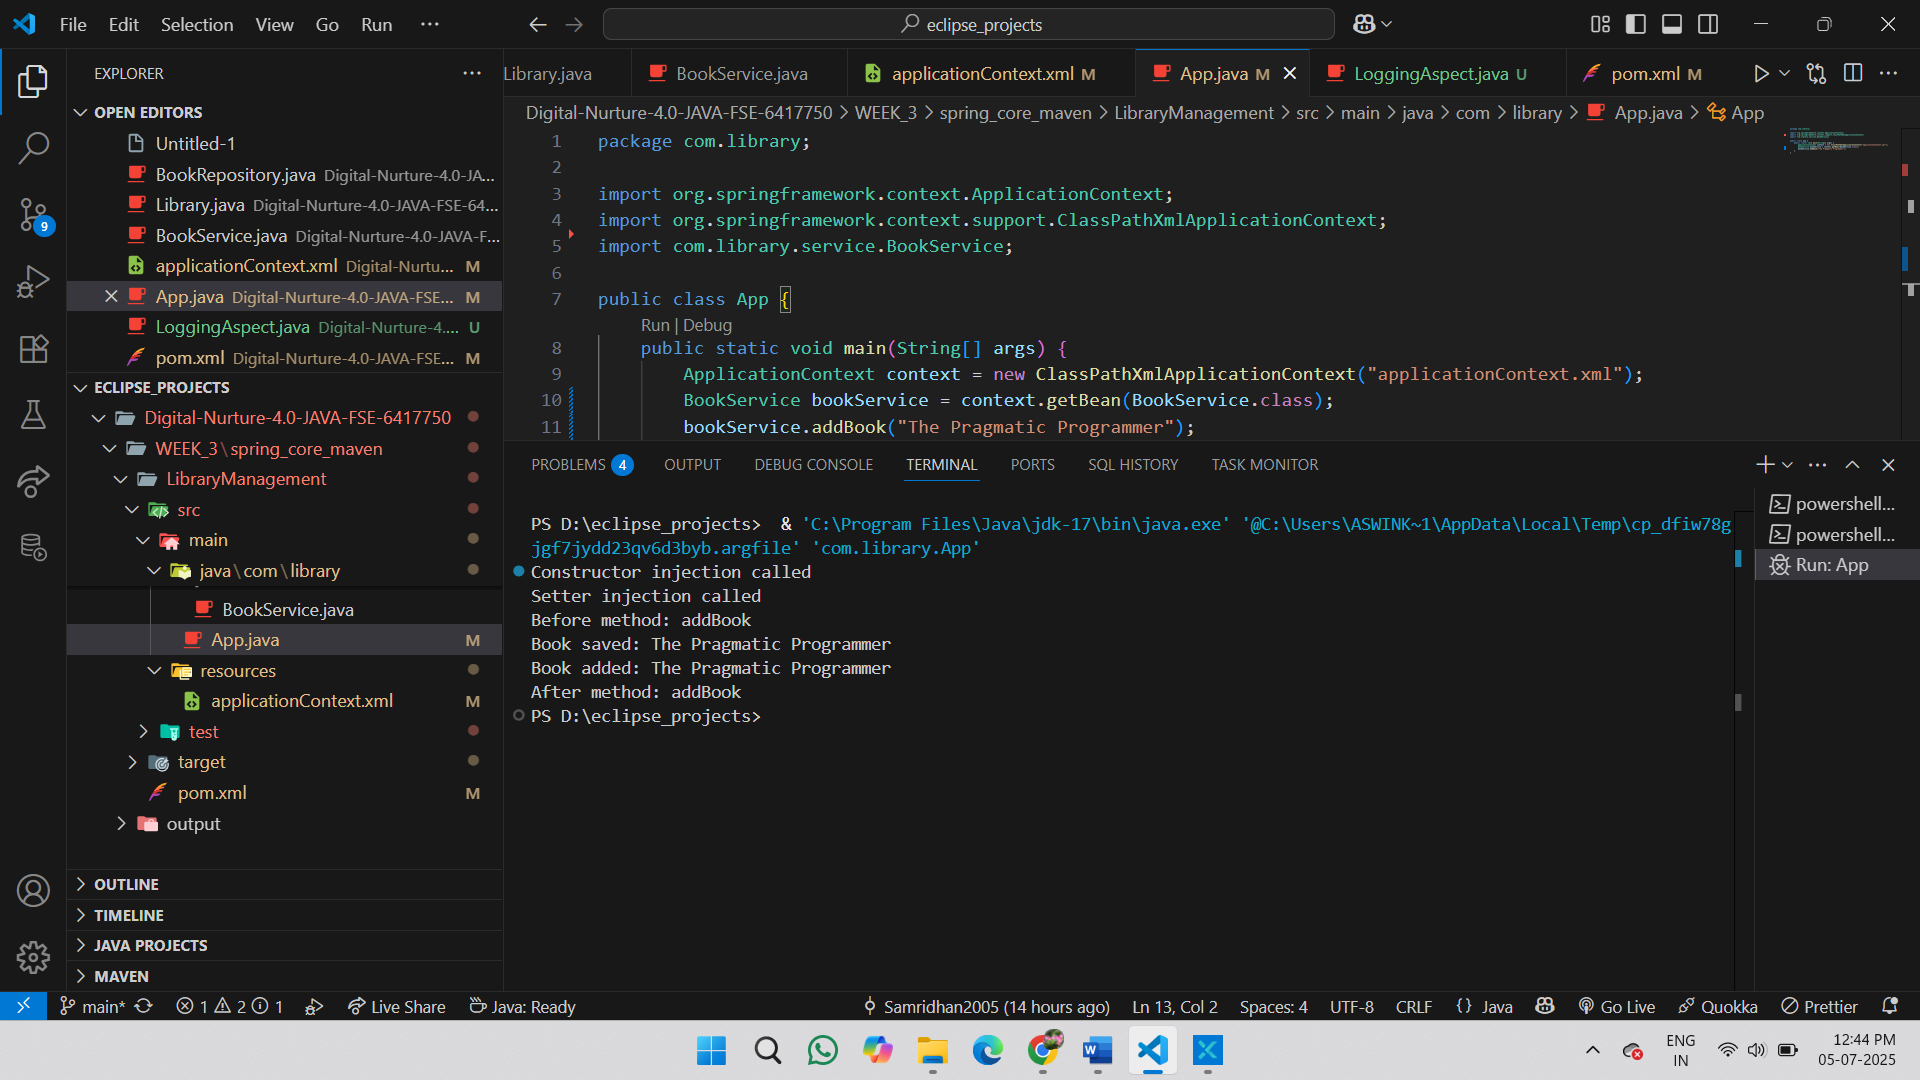 File Edit Selection View Go Run ···
eclipse_projects
EXPLORER
OPEN EDITORS
Untitled-1
BookRepository.java Digital-Nurture-4.0-JA...
Library.java Digital-Nurture-4.0-JAVA-FSE-64...
BookService.java Digital-Nurture-4.0-JAVA-F...
applicationContext.xml Digital-Nurtu... M
App.java Digital-Nurture-4.0-JAVA-FSE... M
LoggingAspect.java Digital-Nurture-4.... U
pom.xml Digital-Nurture-4.0-JAVA-FSE... M
ECLIPSE_PROJECTS
Digital-Nurture-4.0-JAVA-FSE-6417750
WEEK_3\spring_core_maven
LibraryManagement
src
main
java\com\library
BookService.java
App.java M
resources
applicationContext.xml M
test
target
pom.xml M
output
OUTLINE
TIMELINE
JAVA PROJECTS
MAVEN
9
Library.java BookService.java applicationContext.xml M App.java M LoggingAspect.java U pom.xml M
Digital-Nurture-4.0-JAVA-FSE-6417750 > WEEK_3 > spring_core_maven > LibraryManagement > src > main > java > com > library > App.java > App
1 package com.library;
2
3 import org.springframework.context.ApplicationContext;
4 import org.springframework.context.support.ClassPathXmlApplicationContext;
5 import com.library.service.BookService;
6
7 public class App {
Run | Debug
8 public static void main(String[] args) {
9 ApplicationContext context = new ClassPathXmlApplicationContext("applicationContext.xml");
10 BookService bookService = context.getBean(BookService.class);
11 bookService.addBook("The Pragmatic Programmer");
PROBLEMS 4 OUTPUT DEBUG CONSOLE TERMINAL PORTS SQL HISTORY TASK MONITOR
PS D:\eclipse_projects> & 'C:\Program Files\Java\jdk-17\bin\java.exe' '@C:\Users\ASWINK~1\AppData\Local\Temp\cp_dfiw78g
jgf7jydd23qv6d3byb.argfile' 'com.library.App'
Constructor injection called
Setter injection called
Before method: addBook
Book saved: The Pragmatic Programmer
Book added: The Pragmatic Programmer
After method: addBook
PS D:\eclipse_projects>
powershell...
powershell...
Run: App
main* 1 2 1 Live Share Java: Ready Samridhan2005 (14 hours ago) Ln 13, Col 2 Spaces: 4 UTF-8 CRLF {} Java Go Live Quokka Prettier
ENG
IN
12:44 PM
05-07-2025